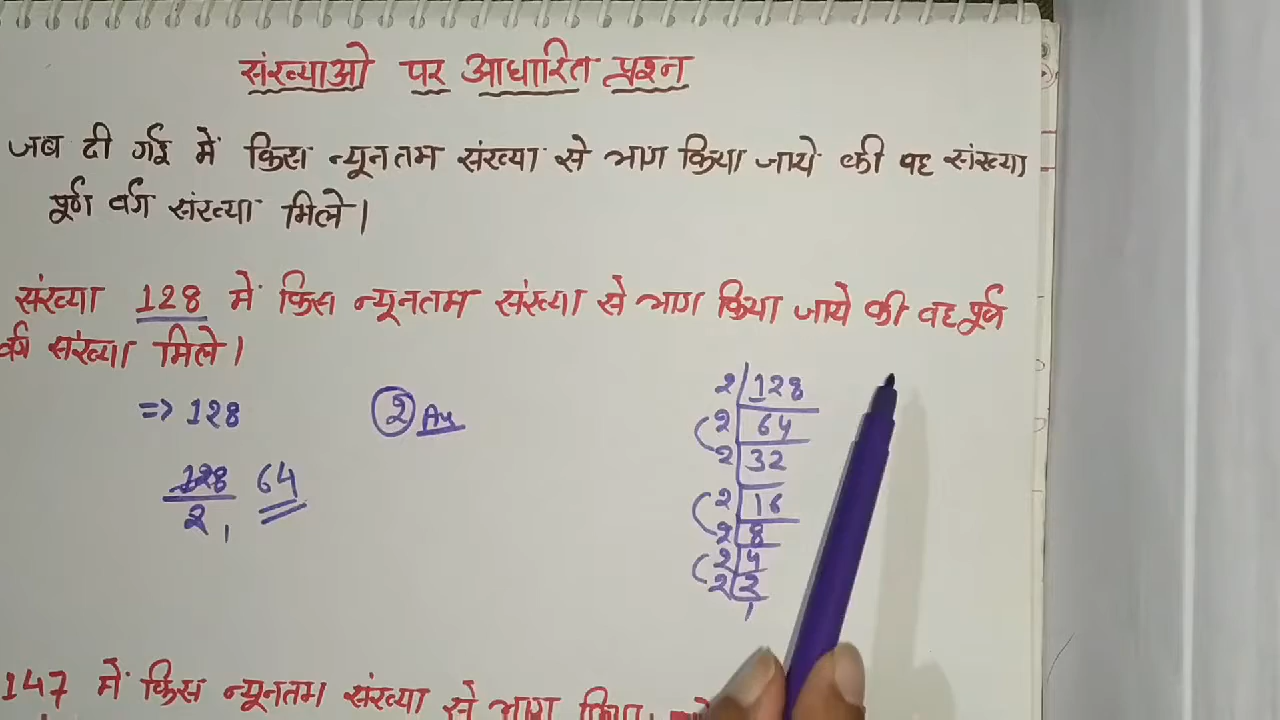 संख्याओ पर आधारित प्रश्न
जब दी गई में किस न्यूनतम संख्या से भाग किया जाये की वह संख्या
पूर्ण वर्ग संख्या मिले।
संख्या 128 में किस न्यूनतम संख्या से भाग किया जाये की वह पूर्ण
वर्ग संख्या मिले।
=> 128
2 Ans
128 64
2 1
2 128
2 64
2 32
2 16
2 8
2 4
2 2
1
147 में किस न्यूनतम संख्या से भाग किया